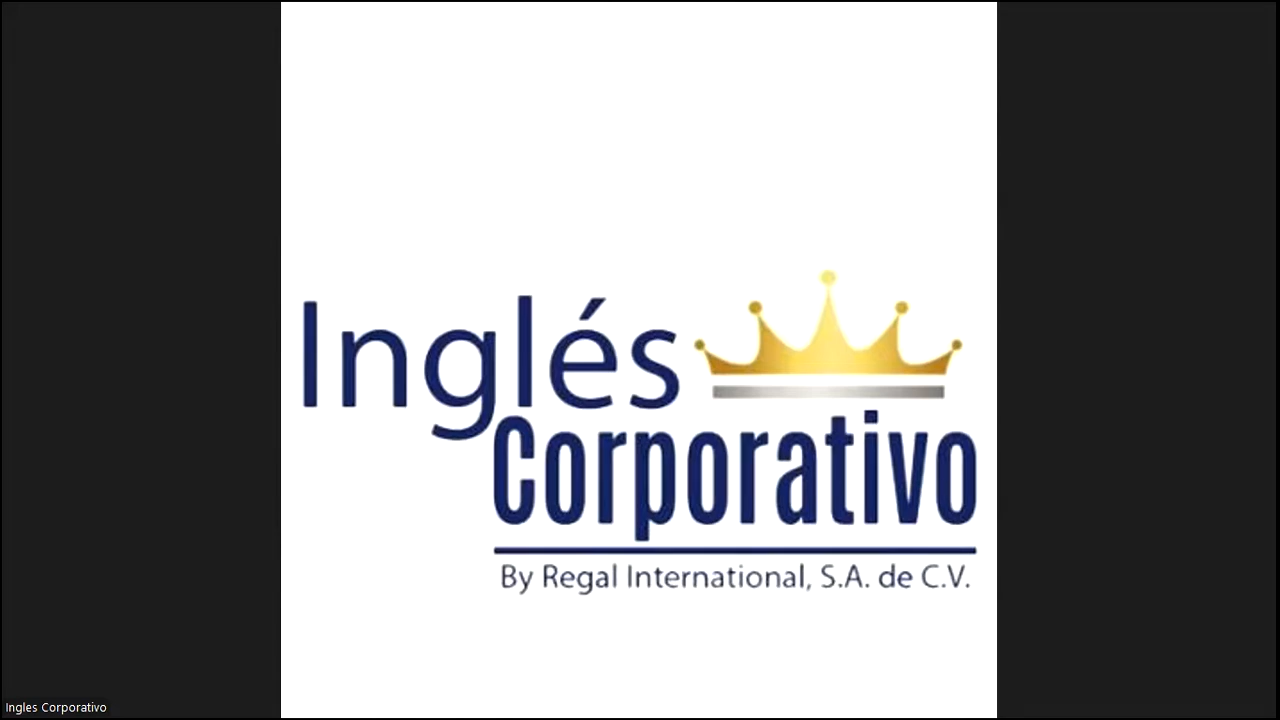 Inglés
Corporativo
By Regal International, S.A. de C.V.
Ingles Corporativo